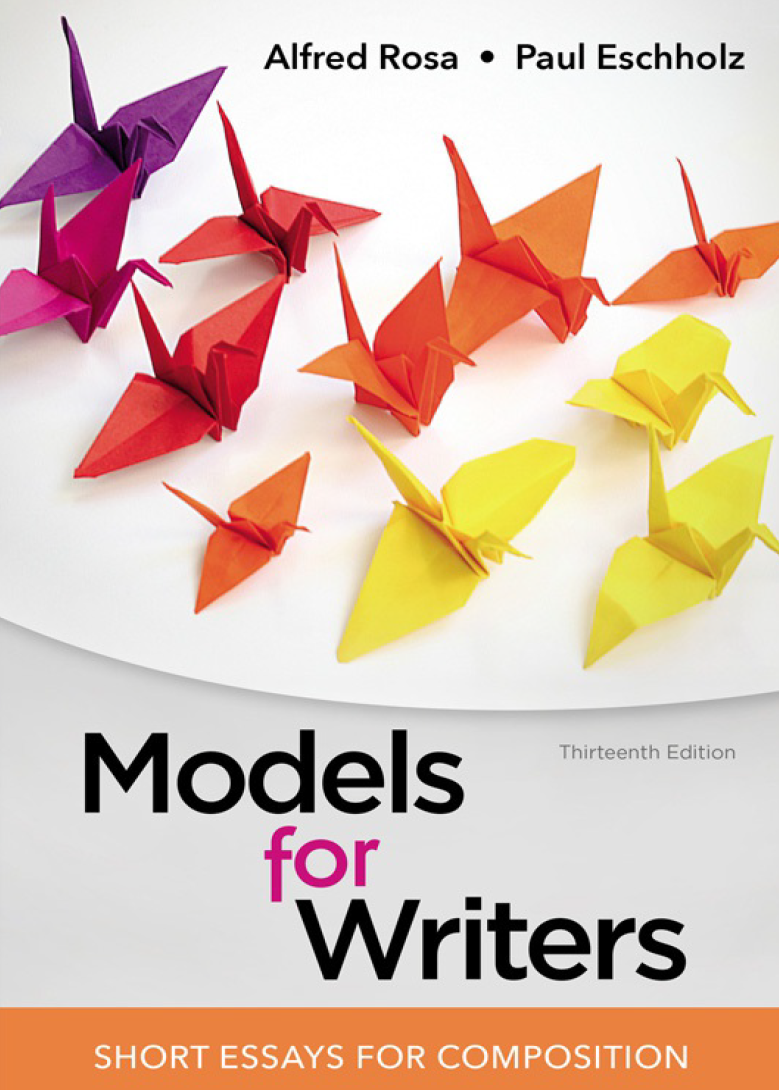 Alfred Rosa • Paul Eschholz
Models
Thirteenth Edition
for
Writers
SHORT ESSAYS FOR COMPOSITION